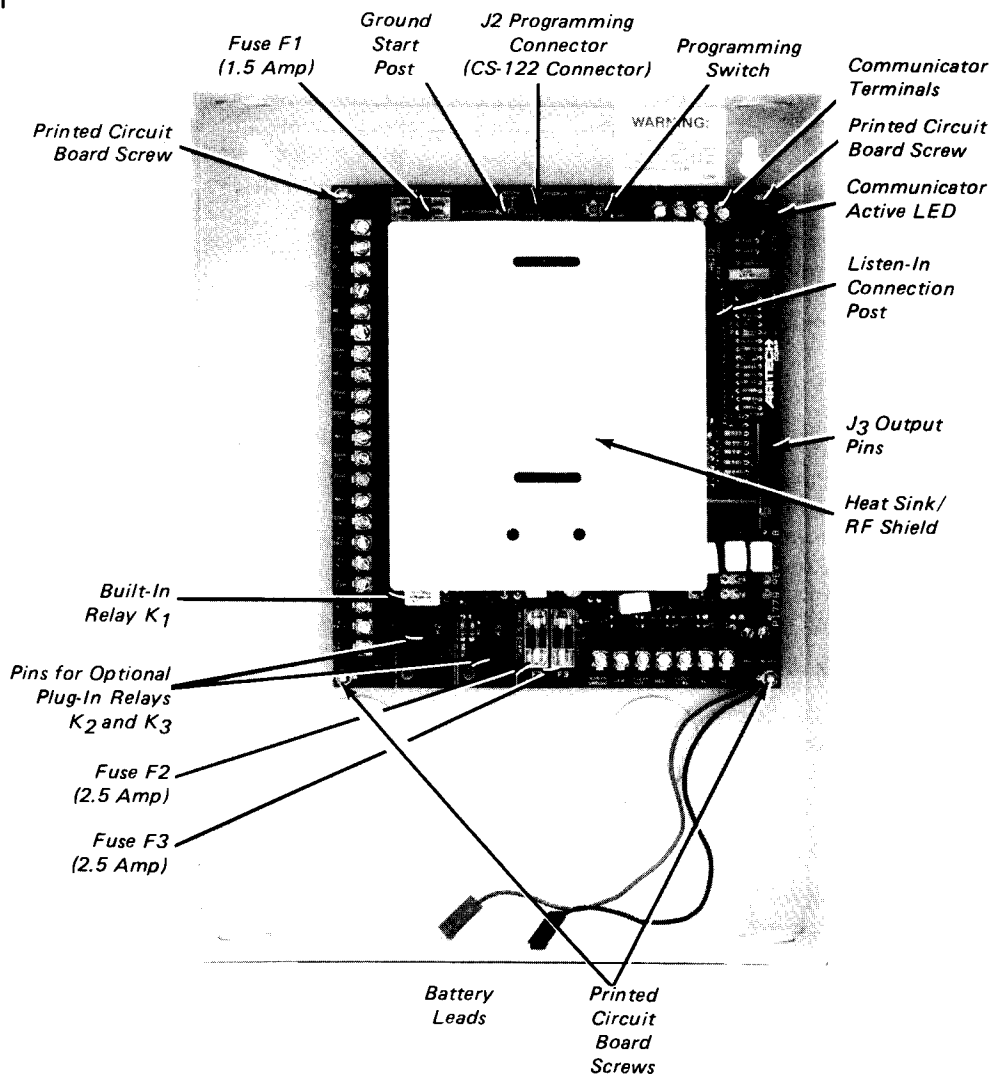 Ground
Start
Post
J2 Programming
Connector
(CS-122 Connector)
Fuse F1
(1.5 Amp)
Programming
Switch
Communicator
Terminals
WARNING:
Printed Circuit
Board Screw
Printed Circuit
Board Screw
Communicator
Active LED
Listen-In
Connection
Post
ARITECH
J3 Output
Pins
Heat Sink/
RF Shield
Built-In
Relay K1
Pins for Optional
Plug-In Relays
K2 and K3
F3
Fuse F2
(2.5 Amp)
Fuse F3
(2.5 Amp)
Battery
Leads
Printed
Circuit
Board
Screws